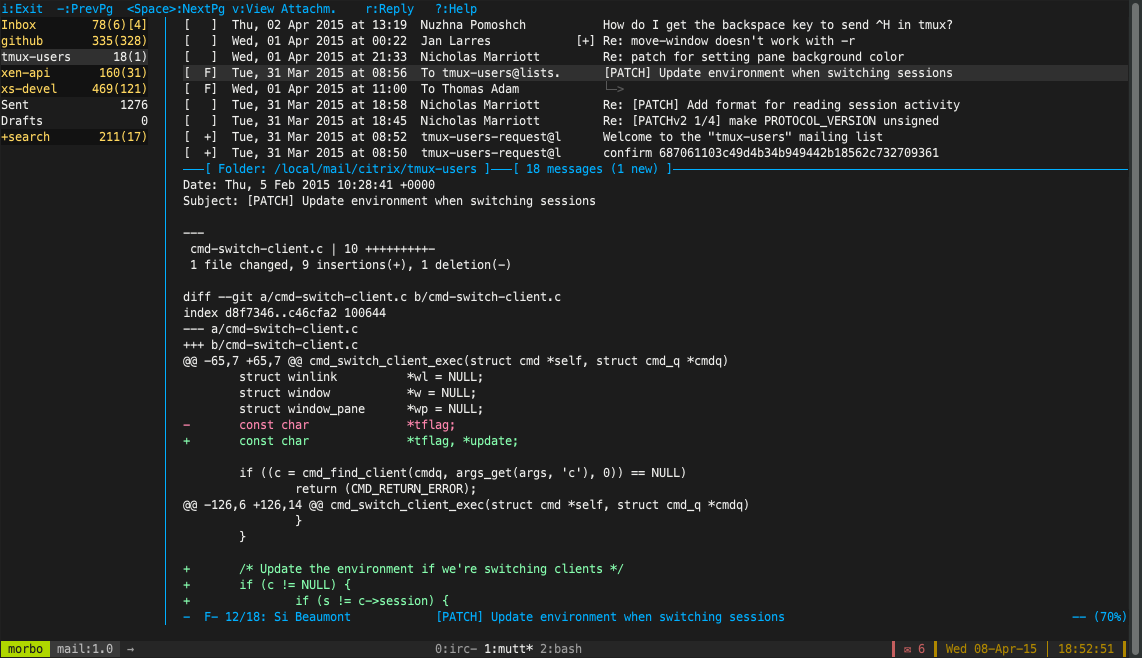 i:Exit  -:PrevPg  <Space>:NextPg v:View Attachm.    r:Reply   ?:Help
Inbox        78(6)[4]
github       335(328)
tmux-users      18(1)
xen-api       160(31)
xs-devel     469(121)
Sent             1276
Drafts              0
+search       211(17)
[   ]  Thu, 02 Apr 2015 at 13:19  Nuzhna Pomoshch           How do I get the backspace key to send ^H in tmux?
[   ]  Wed, 01 Apr 2015 at 00:22  Jan Larres            [+] Re: move-window doesn't work with -r
[   ]  Wed, 01 Apr 2015 at 21:33  Nicholas Marriott         Re: patch for setting pane background color
[  F]  Tue, 31 Mar 2015 at 08:56  To tmux-users@lists.      [PATCH] Update environment when switching sessions
[  F]  Wed, 01 Apr 2015 at 11:00  To Thomas Adam            └─>
[   ]  Tue, 31 Mar 2015 at 18:58  Nicholas Marriott         Re: [PATCH] Add format for reading session activity
[   ]  Tue, 31 Mar 2015 at 18:45  Nicholas Marriott         Re: [PATCHv2 1/4] make PROTOCOL_VERSION unsigned
[  +]  Tue, 31 Mar 2015 at 08:52  tmux-users-request@l      Welcome to the "tmux-users" mailing list
[  +]  Tue, 31 Mar 2015 at 08:50  tmux-users-request@l      confirm 687061103c49d4b34b949442b18562c732709361
───[ Folder: /local/mail/citrix/tmux-users ]───[ 18 messages (1 new) ]───
Date: Thu, 5 Feb 2015 10:28:41 +0000
Subject: [PATCH] Update environment when switching sessions
---
 cmd-switch-client.c | 10 +++++++++-
 1 file changed, 9 insertions(+), 1 deletion(-)
diff --git a/cmd-switch-client.c b/cmd-switch-client.c
index d8f7346..c46cfa2 100644
--- a/cmd-switch-client.c
+++ b/cmd-switch-client.c
@@ -65,7 +65,7 @@ cmd_switch_client_exec(struct cmd *self, struct cmd_q *cmdq)
        struct winlink          *wl = NULL;
        struct window           *w = NULL;
        struct window_pane      *wp = NULL;
-       const char              *tflag;
+       const char              *tflag, *update;
        if ((c = cmd_find_client(cmdq, args_get(args, 'c'), 0)) == NULL)
                return (CMD_RETURN_ERROR);
@@ -126,6 +126,14 @@ cmd_switch_client_exec(struct cmd *self, struct cmd_q *cmdq)
                }
        }
+       /* Update the environment if we're switching clients */
+       if (c != NULL) {
+               if (s != c->session) {
-  F- 12/18: Si Beaumont            [PATCH] Update environment when switching sessions                    -- (70%)
morbo mail:1.0 → 0:irc- 1:mutt* 2:bash ✉ 6 Wed 08-Apr-15 18:52:51